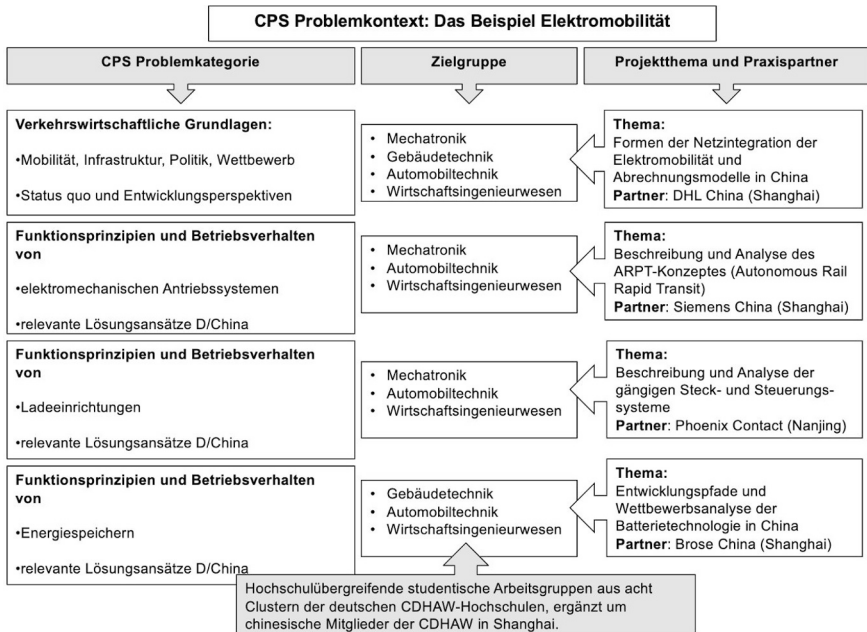 CPS Problemkontext: Das Beispiel Elektromobilität
CPS Problemkategorie
Zielgruppe
Projektthema und Praxispartner
Verkehrswirtschaftliche Grundlagen:
•Mobilität, Infrastruktur, Politik, Wettbewerb
•Status quo und Entwicklungsperspektiven
• Mechatronik
• Gebäudetechnik
• Automobiltechnik
• Wirtschaftsingenieurwesen
Thema:
Formen der Netzintegration der
Elektromobilität und
Abrechnungsmodelle in China
Partner: DHL China (Shanghai)
Funktionsprinzipien und Betriebsverhalten
von
•elektromechanischen Antriebssystemen
•relevante Lösungsansätze D/China
• Mechatronik
• Automobiltechnik
• Wirtschaftsingenieurwesen
Thema:
Beschreibung und Analyse des
ARPT-Konzeptes (Autonomous Rail
Rapid Transit)
Partner: Siemens China (Shanghai)
Funktionsprinzipien und Betriebsverhalten
von
•Ladeeinrichtungen
•relevante Lösungsansätze D/China
• Mechatronik
• Automobiltechnik
• Wirtschaftsingenieurwesen
Thema:
Beschreibung und Analyse der
gängigen Steck- und Steuerungs-
systeme
Partner: Phoenix Contact (Nanjing)
Funktionsprinzipien und Betriebsverhalten
von
•Energiespeichern
•relevante Lösungsansätze D/China
• Gebäudetechnik
• Automobiltechnik
• Wirtschaftsingenieurwesen
Thema:
Entwicklungspfade und
Wettbewerbsanalyse der
Batterietechnologie in China
Partner: Brose China (Shanghai)
Hochschulübergreifende studentische Arbeitsgruppen aus acht
Clustern der deutschen CDHAW-Hochschulen, ergänzt um
chinesische Mitglieder der CDHAW in Shanghai.